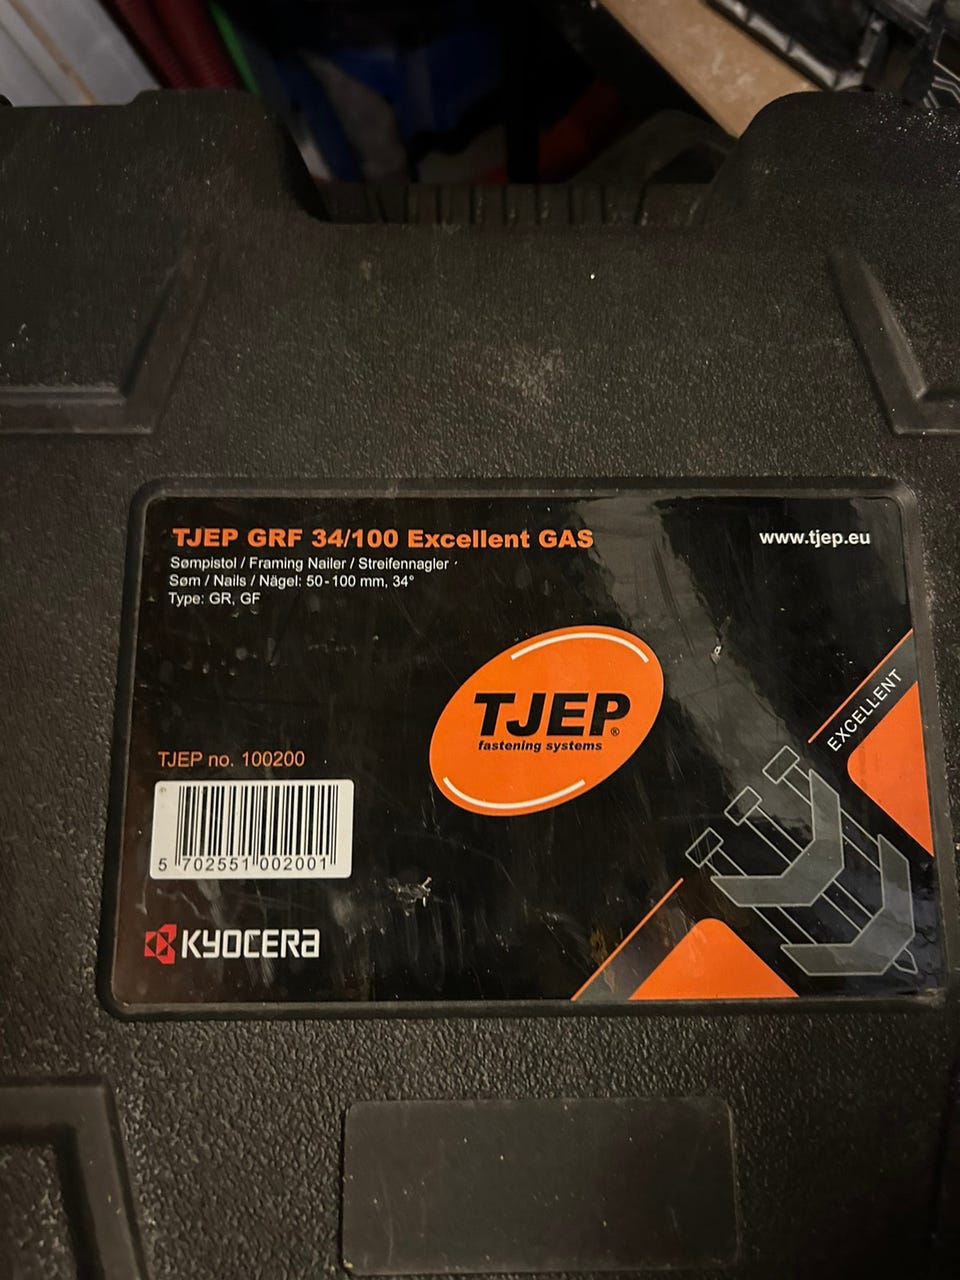 TJEP GRF 34/100 Excellent GAS
www.tjep.eu
Sømpistol / Framing Nailer / Streifennagler
Søm / Nails / Nägel: 50-100 mm, 34°
Type: GR, GF
EXCELLENT
TJEP®
fastening systems
TJEP no. 100200
5 702551 002001
KYOCERA